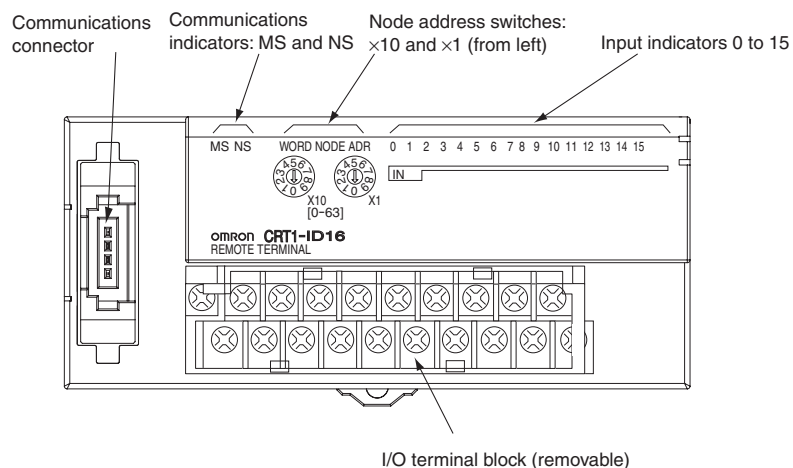 Communications connector
Communications indicators: MS and NS
Node address switches: ×10 and ×1 (from left)
Input indicators 0 to 15
MS NS
WORD NODE ADR
0 1 2 3 4 5 6 7 8 9 10 11 12 13 14 15
IN
X10
X1
[0-63]
OMRON CRT1-ID16
REMOTE TERMINAL
I/O terminal block (removable)